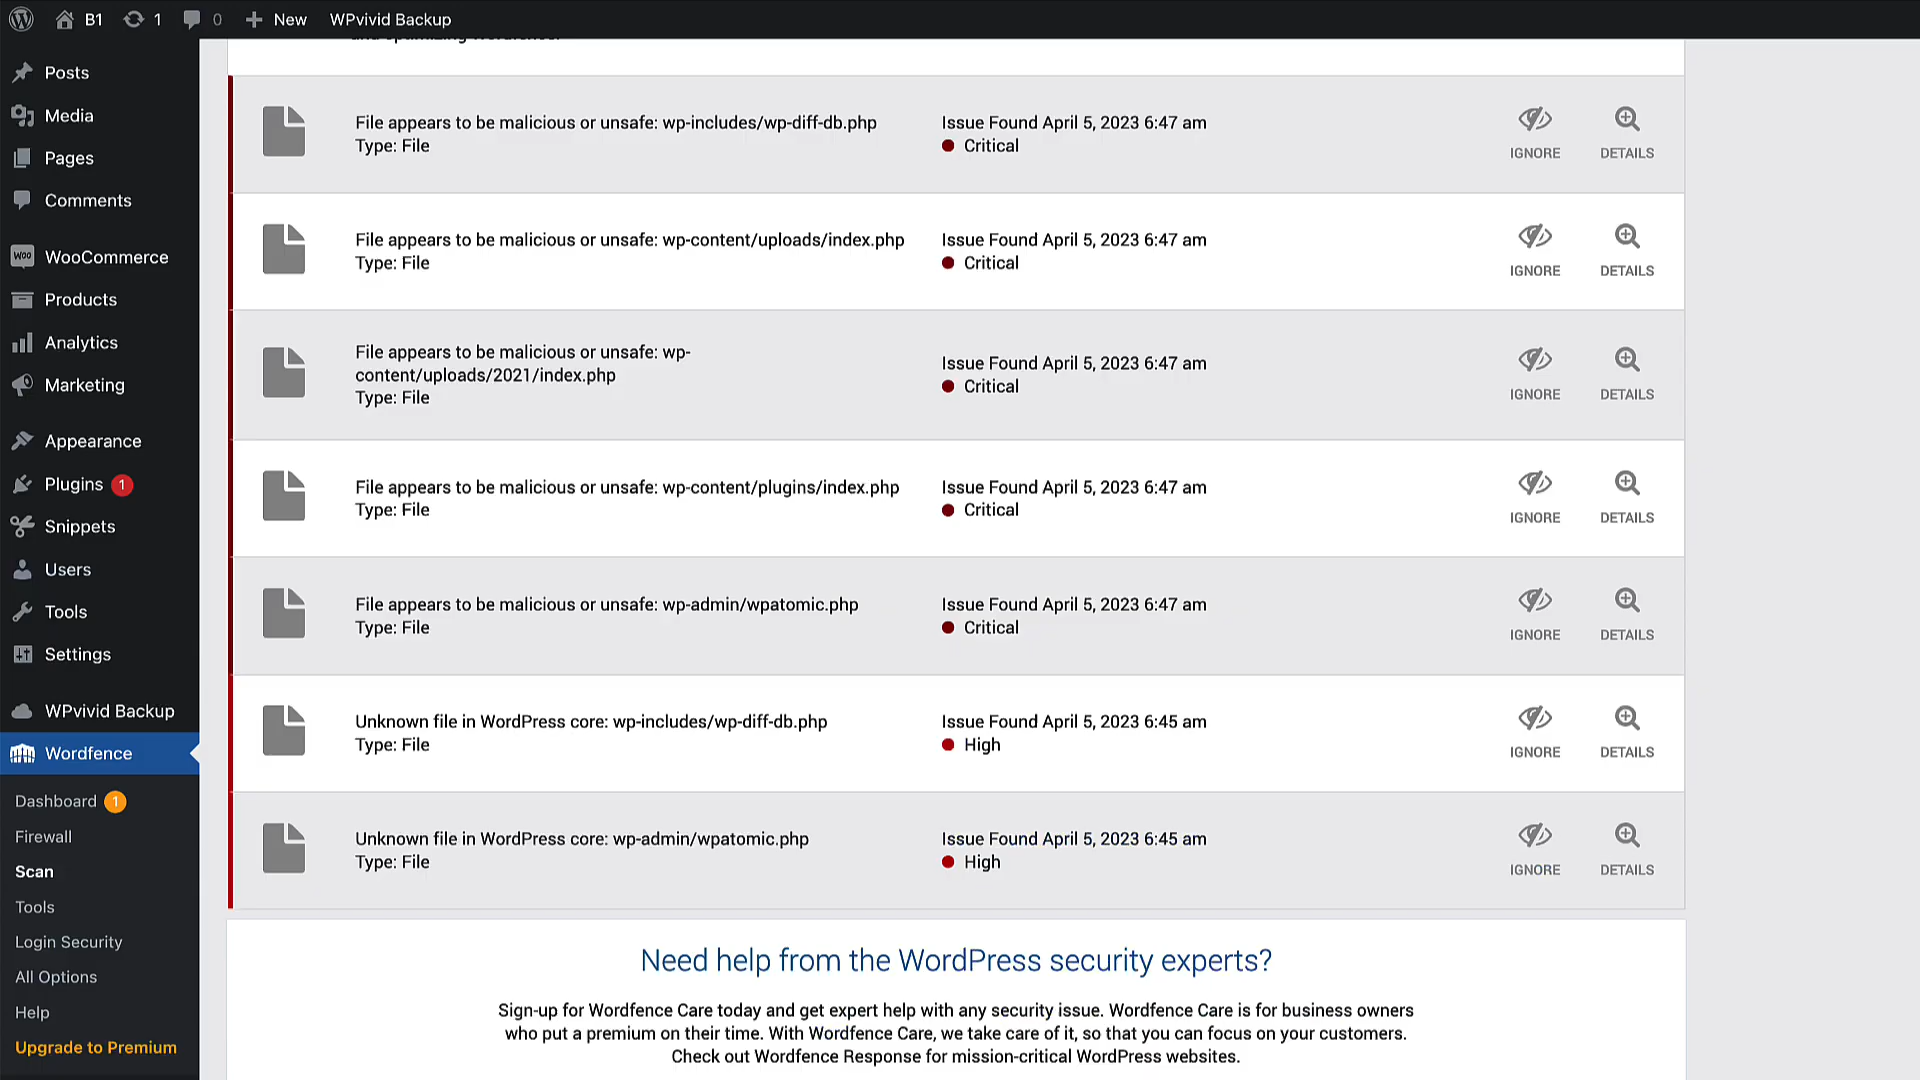 B1
1
0
New
WPvivid Backup
and optimizing Wordfence.
Posts
Media
Pages
Comments
WooCommerce
Products
Analytics
Marketing
Appearance
Plugins 1
Snippets
Users
Tools
Settings
WPvivid Backup
Wordfence
Dashboard 1
Firewall
Scan
Tools
Login Security
All Options
Help
Upgrade to Premium
File appears to be malicious or unsafe: wp-includes/wp-diff-db.php
Type: File
Issue Found April 5, 2023 6:47 am
Critical
IGNORE
DETAILS
File appears to be malicious or unsafe: wp-content/uploads/index.php
Type: File
Issue Found April 5, 2023 6:47 am
Critical
IGNORE
DETAILS
File appears to be malicious or unsafe: wp-
content/uploads/2021/index.php
Type: File
Issue Found April 5, 2023 6:47 am
Critical
IGNORE
DETAILS
File appears to be malicious or unsafe: wp-content/plugins/index.php
Type: File
Issue Found April 5, 2023 6:47 am
Critical
IGNORE
DETAILS
File appears to be malicious or unsafe: wp-admin/wpatomic.php
Type: File
Issue Found April 5, 2023 6:47 am
Critical
IGNORE
DETAILS
Unknown file in WordPress core: wp-includes/wp-diff-db.php
Type: File
Issue Found April 5, 2023 6:45 am
High
IGNORE
DETAILS
Unknown file in WordPress core: wp-admin/wpatomic.php
Type: File
Issue Found April 5, 2023 6:45 am
High
IGNORE
DETAILS
Need help from the WordPress security experts?
Sign-up for Wordfence Care today and get expert help with any security issue. Wordfence Care is for business owners
who put a premium on their time. With Wordfence Care, we take care of it, so that you can focus on your customers.
Check out Wordfence Response for mission-critical WordPress websites.